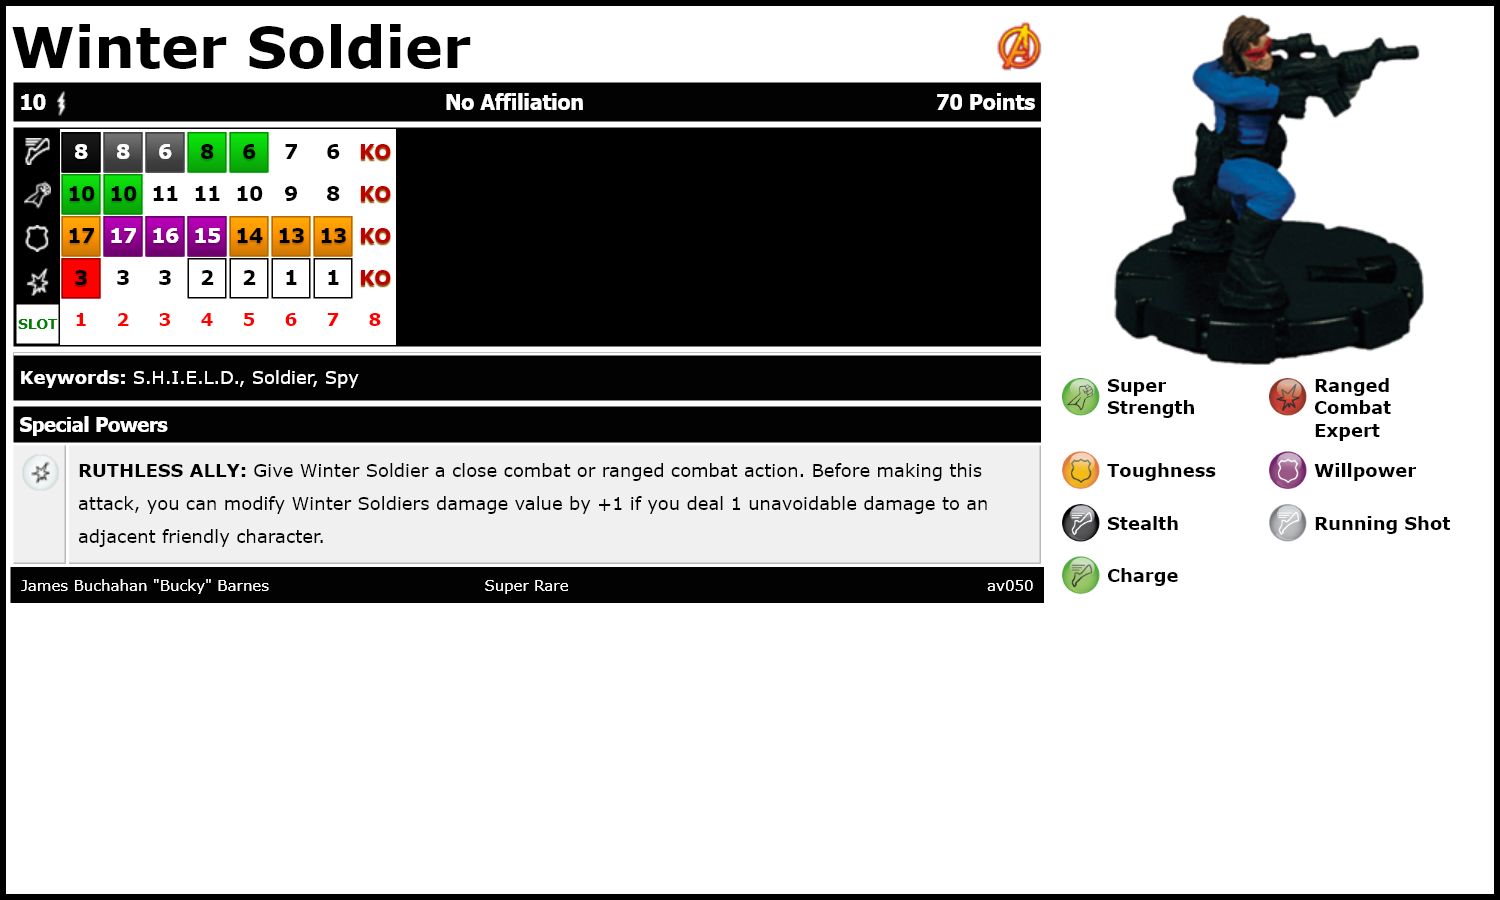 Winter Soldier
10 No Affiliation 70 Points
8 8 6 8 6 7 6 KO
10 10 11 11 10 9 8 KO
17 17 16 15 14 13 13 KO
3 3 3 2 2 1 1 KO
SLOT 1 2 3 4 5 6 7 8
Keywords: S.H.I.E.L.D., Soldier, Spy
Special Powers
RUTHLESS ALLY: Give Winter Soldier a close combat or ranged combat action. Before making this
attack, you can modify Winter Soldiers damage value by +1 if you deal 1 unavoidable damage to an
adjacent friendly character.
James Buchahan "Bucky" Barnes Super Rare av050
Super
Strength
Ranged
Combat
Expert
Toughness
Willpower
Stealth
Running Shot
Charge